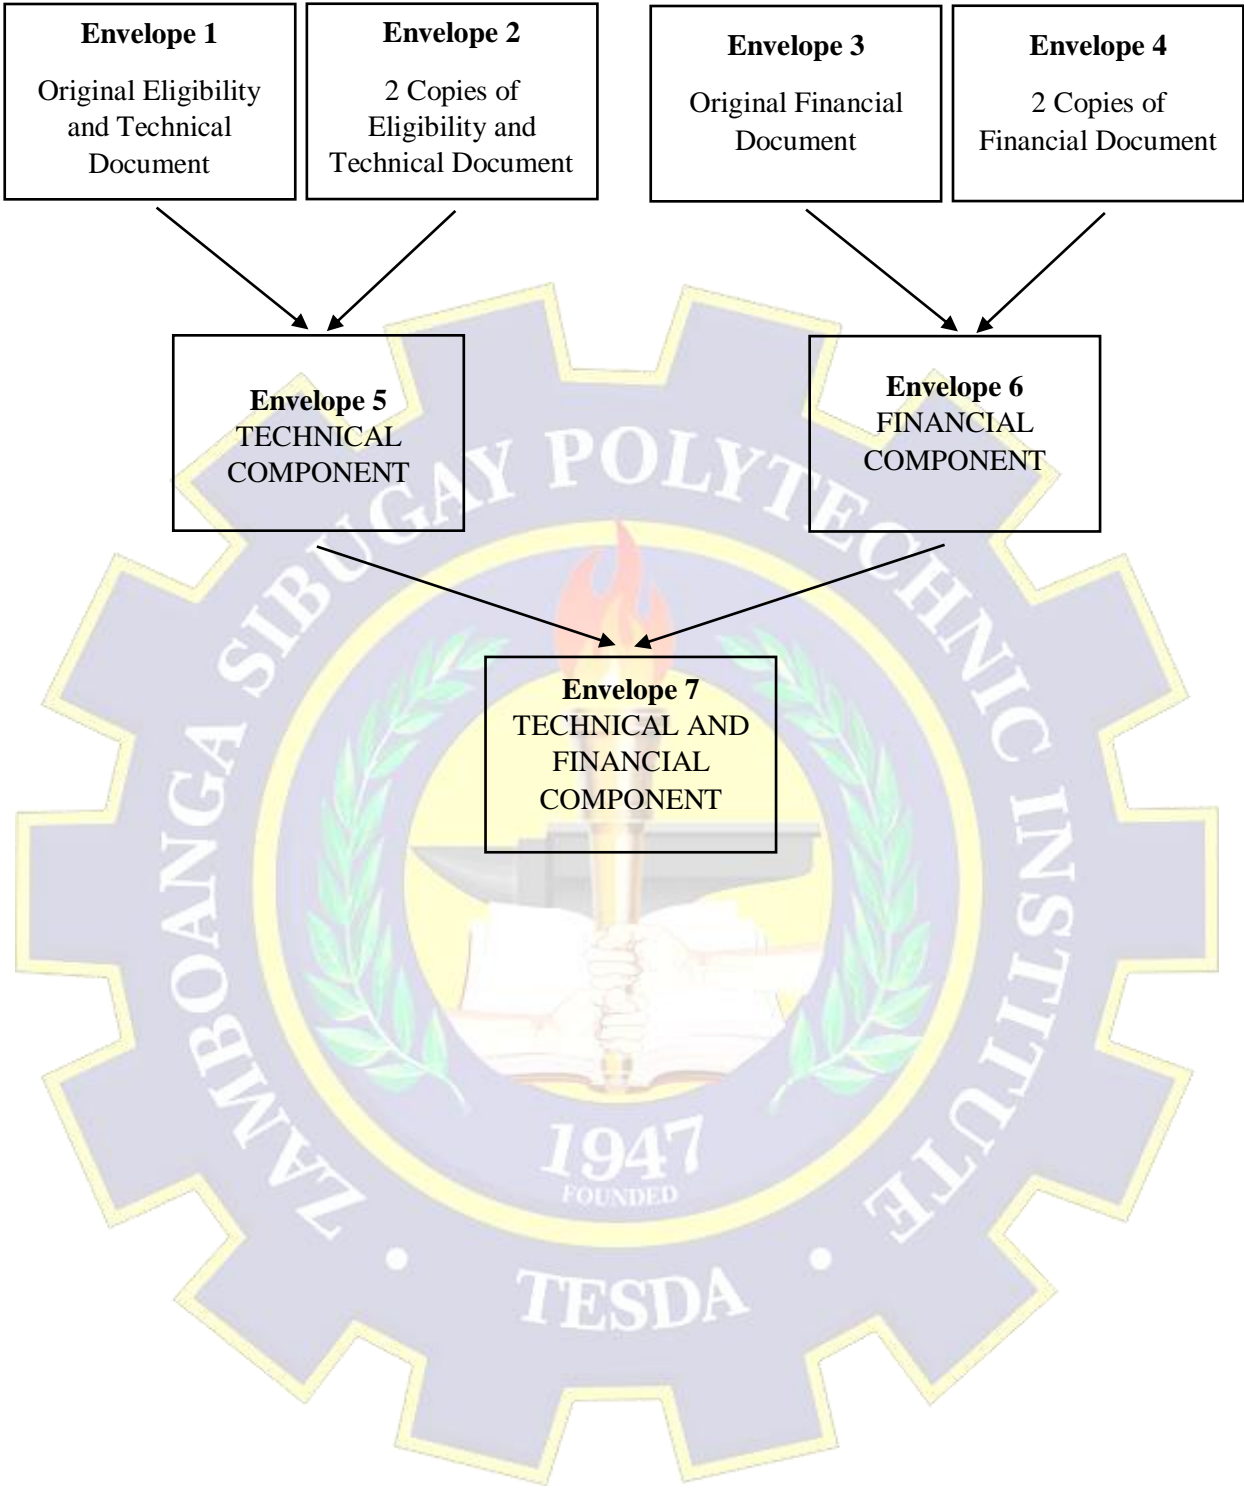 Envelope 1
Original Eligibility
and Technical
Document
Envelope 2
2 Copies of
Eligibility and
Technical Document
Envelope 3
Original Financial
Document
Envelope 4
2 Copies of
Financial Document
Envelope 5
TECHNICAL
COMPONENT
Envelope 6
FINANCIAL
COMPONENT
Envelope 7
TECHNICAL AND
FINANCIAL
COMPONENT
ZAMBOANGA SIBUGAY POLYTECHNIC INSTITUTE
1947
FOUNDED
TESDA